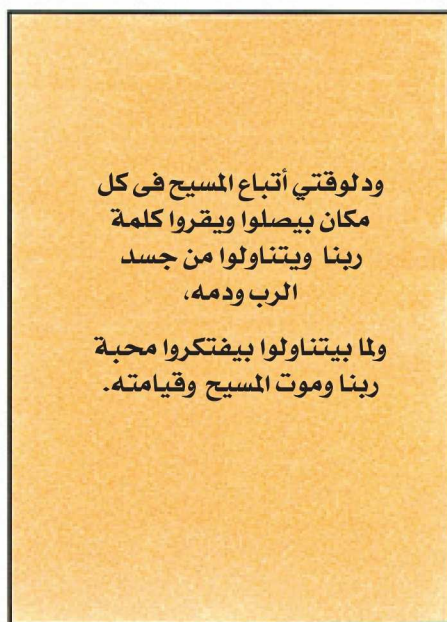 ودلوقتي أتباع المسيح فى كل
مكان بيصلوا ويقروا كلمة
ربنا ويتناولوا من جسد
الرب ودمه،
ولما بيتناولوا بيفتكروا محبة
ربنا وموت المسيح وقيامته.